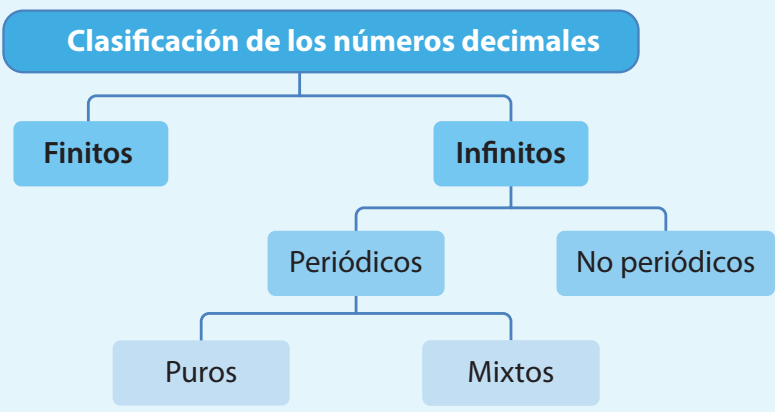 Clasificación de los números decimales
Finitos
Infinitos
Periódicos
No periódicos
Puros
Mixtos